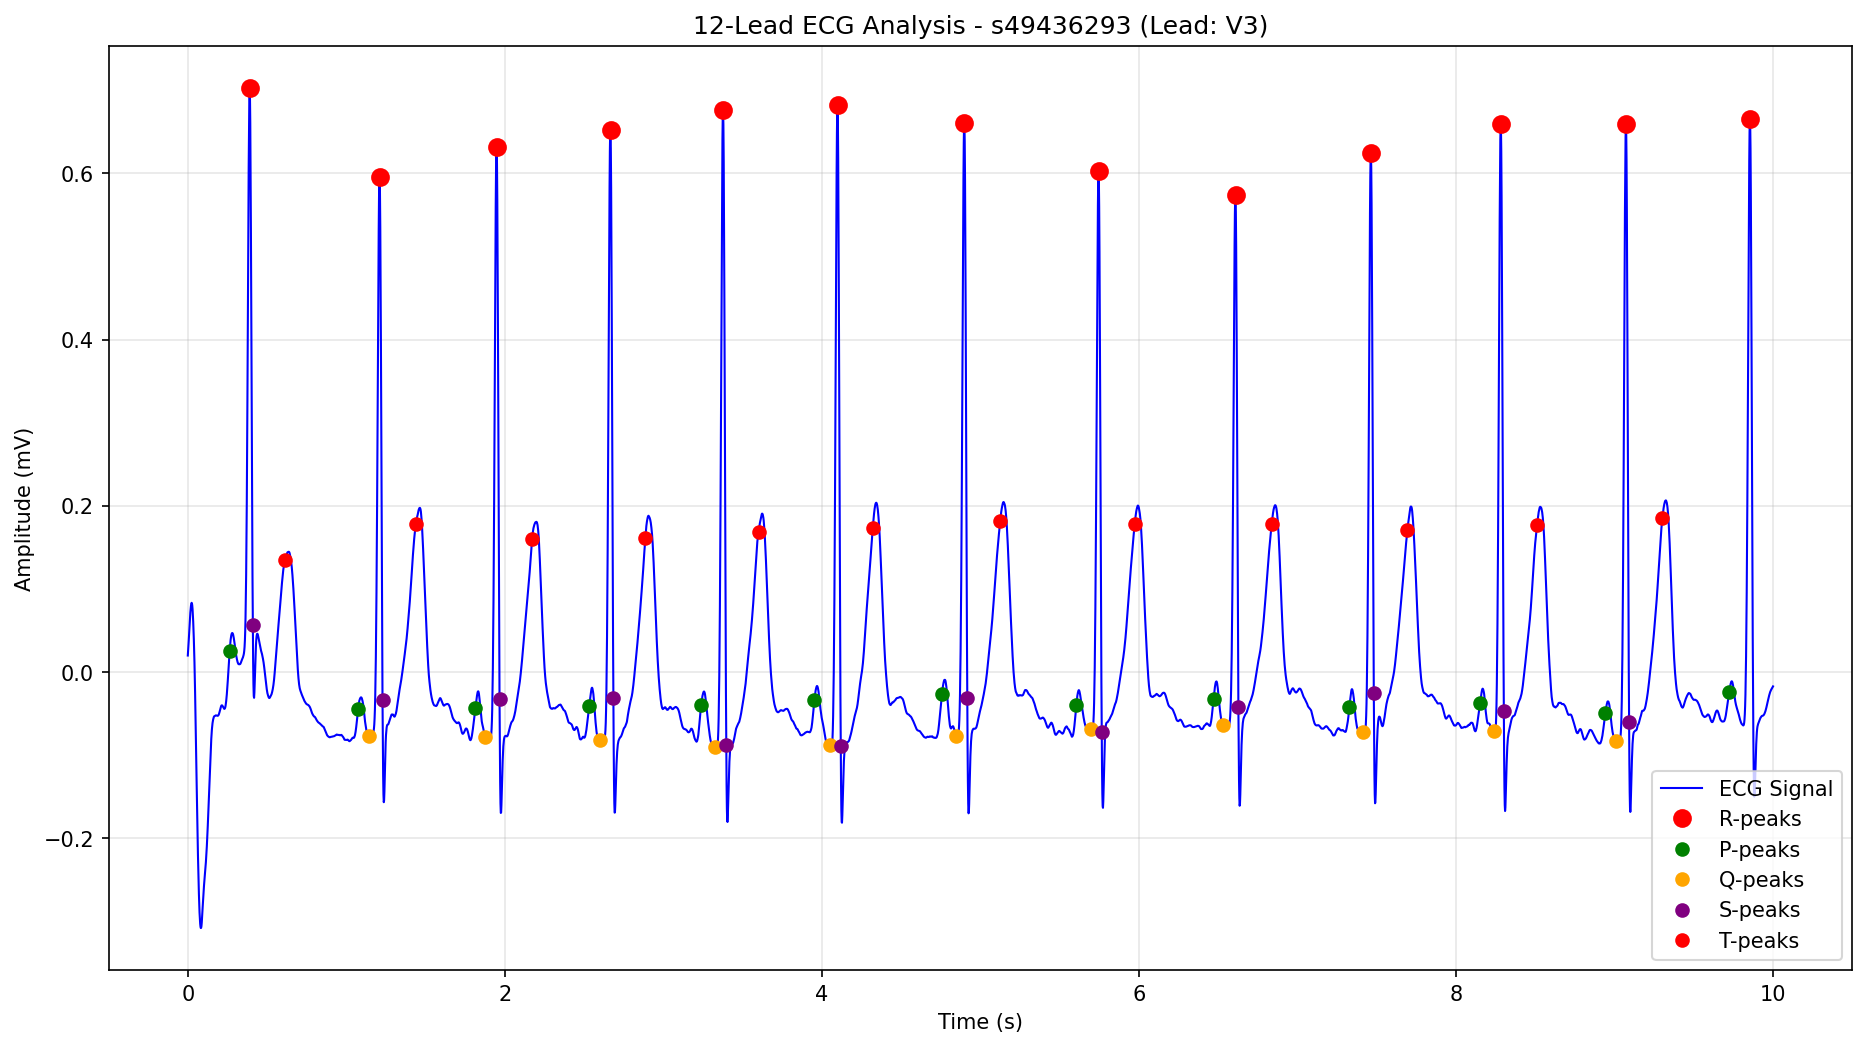 12-Lead ECG Analysis - s49436293 (Lead: V3)
Amplitude (mV)
0.6
0.4
0.2
0.0
−0.2
0 2 4 6 8 10
Time (s)
ECG Signal
R-peaks
P-peaks
Q-peaks
S-peaks
T-peaks